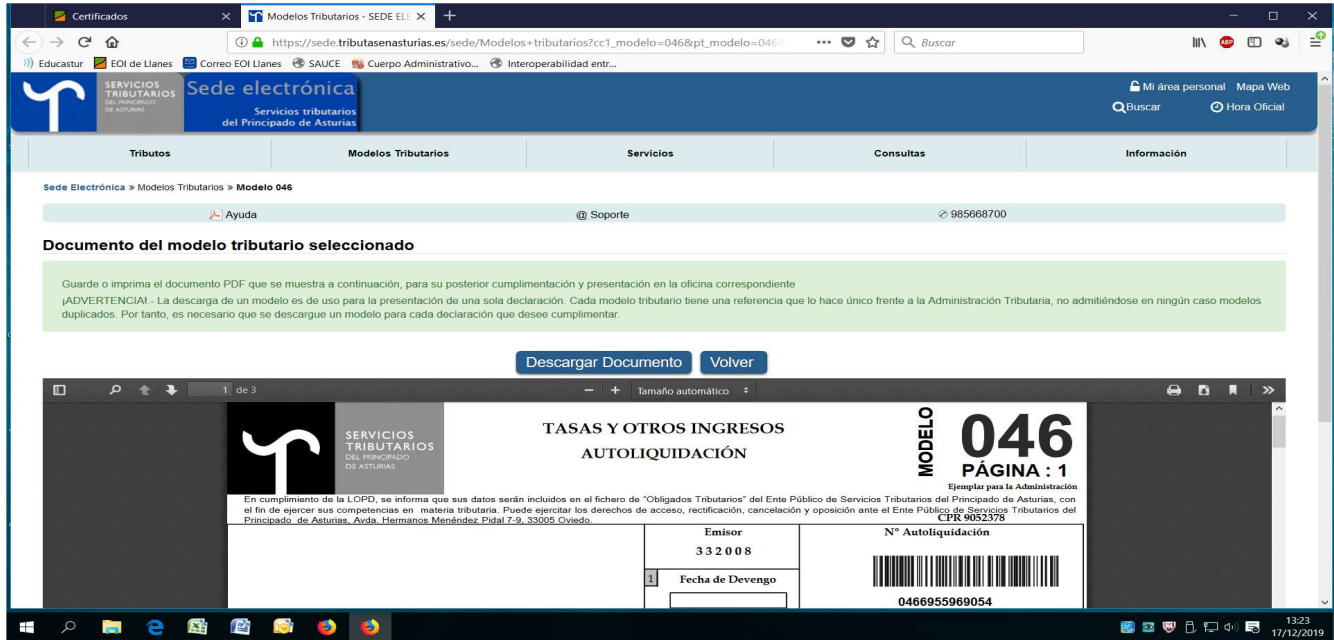 Certificados
Modelos Tributarios - SEDE ELE
https://sede.tributasenasturias.es/sede/Modelos+tributarios?cc1_modelo=046&pt_modelo=046
Buscar
Educastur EOI de Llanes Correo EOI Llanes SAUCE Cuerpo Administrativo... Interoperabilidad entr...
SERVICIOS
TRIBUTARIOS
DEL PRINCIPADO
DE ASTURIAS
Sede electrónica
Servicios tributarios
del Principado de Asturias
Mi área personal Mapa Web
Buscar Hora Oficial
Tributos Modelos Tributarios Servicios Consultas Información
Sede Electrónica » Modelos Tributarios » Modelo 046
Ayuda @ Soporte 985668700
Documento del modelo tributario seleccionado
Guarde o imprima el documento PDF que se muestra a continuación, para su posterior cumplimentación y presentación en la oficina correspondiente
¡ADVERTENCIA!.- La descarga de un modelo es de uso para la presentación de una sola declaración. Cada modelo tributario tiene una referencia que lo hace único frente a la Administración Tributaria, no admitiéndose en ningún caso modelos
duplicados. Por tanto, es necesario que se descargue un modelo para cada declaración que desee cumplimentar.
Descargar Documento Volver
1 de 3
Tamaño automático
SERVICIOS
TRIBUTARIOS
DEL PRINCIPADO
DE ASTURIAS
TASAS Y OTROS INGRESOS
AUTOLIQUIDACIÓN
MODELO
046
PÁGINA : 1
Ejemplar para la Administración
En cumplimiento de la LOPD, se informa que sus datos serán incluidos en el fichero de "Obligados Tributarios" del Ente Público de Servicios Tributarios del Principado de Asturias, con
el fin de ejercer sus competencias en materia tributaria. Puede ejercitar los derechos de acceso, rectificación, cancelación y oposición ante el Ente Público de Servicios Tributarios del
Principado de Asturias, Avda. Hermanos Menéndez Pidal 7-9, 33005 Oviedo.
CPR 9052378
Emisor
332008
Nº Autoliquidación
1 Fecha de Devengo
0466955969054
13:23
17/12/2019